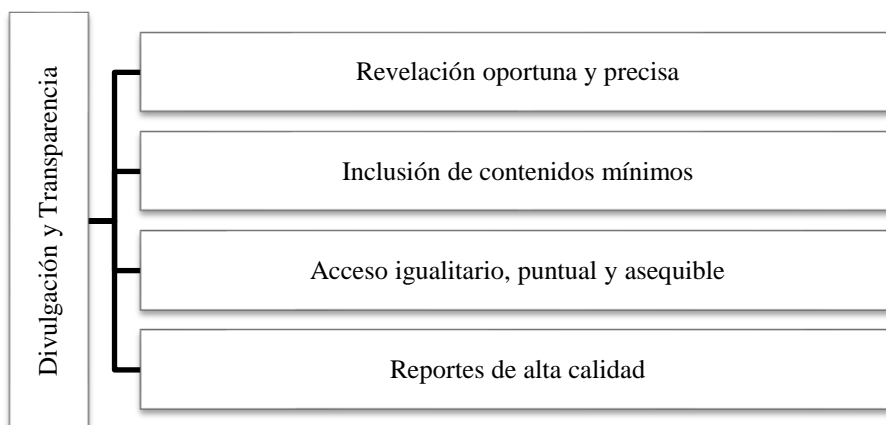 Divulgación y Transparencia
Revelación oportuna y precisa
Inclusión de contenidos mínimos
Acceso igualitario, puntual y asequible
Reportes de alta calidad